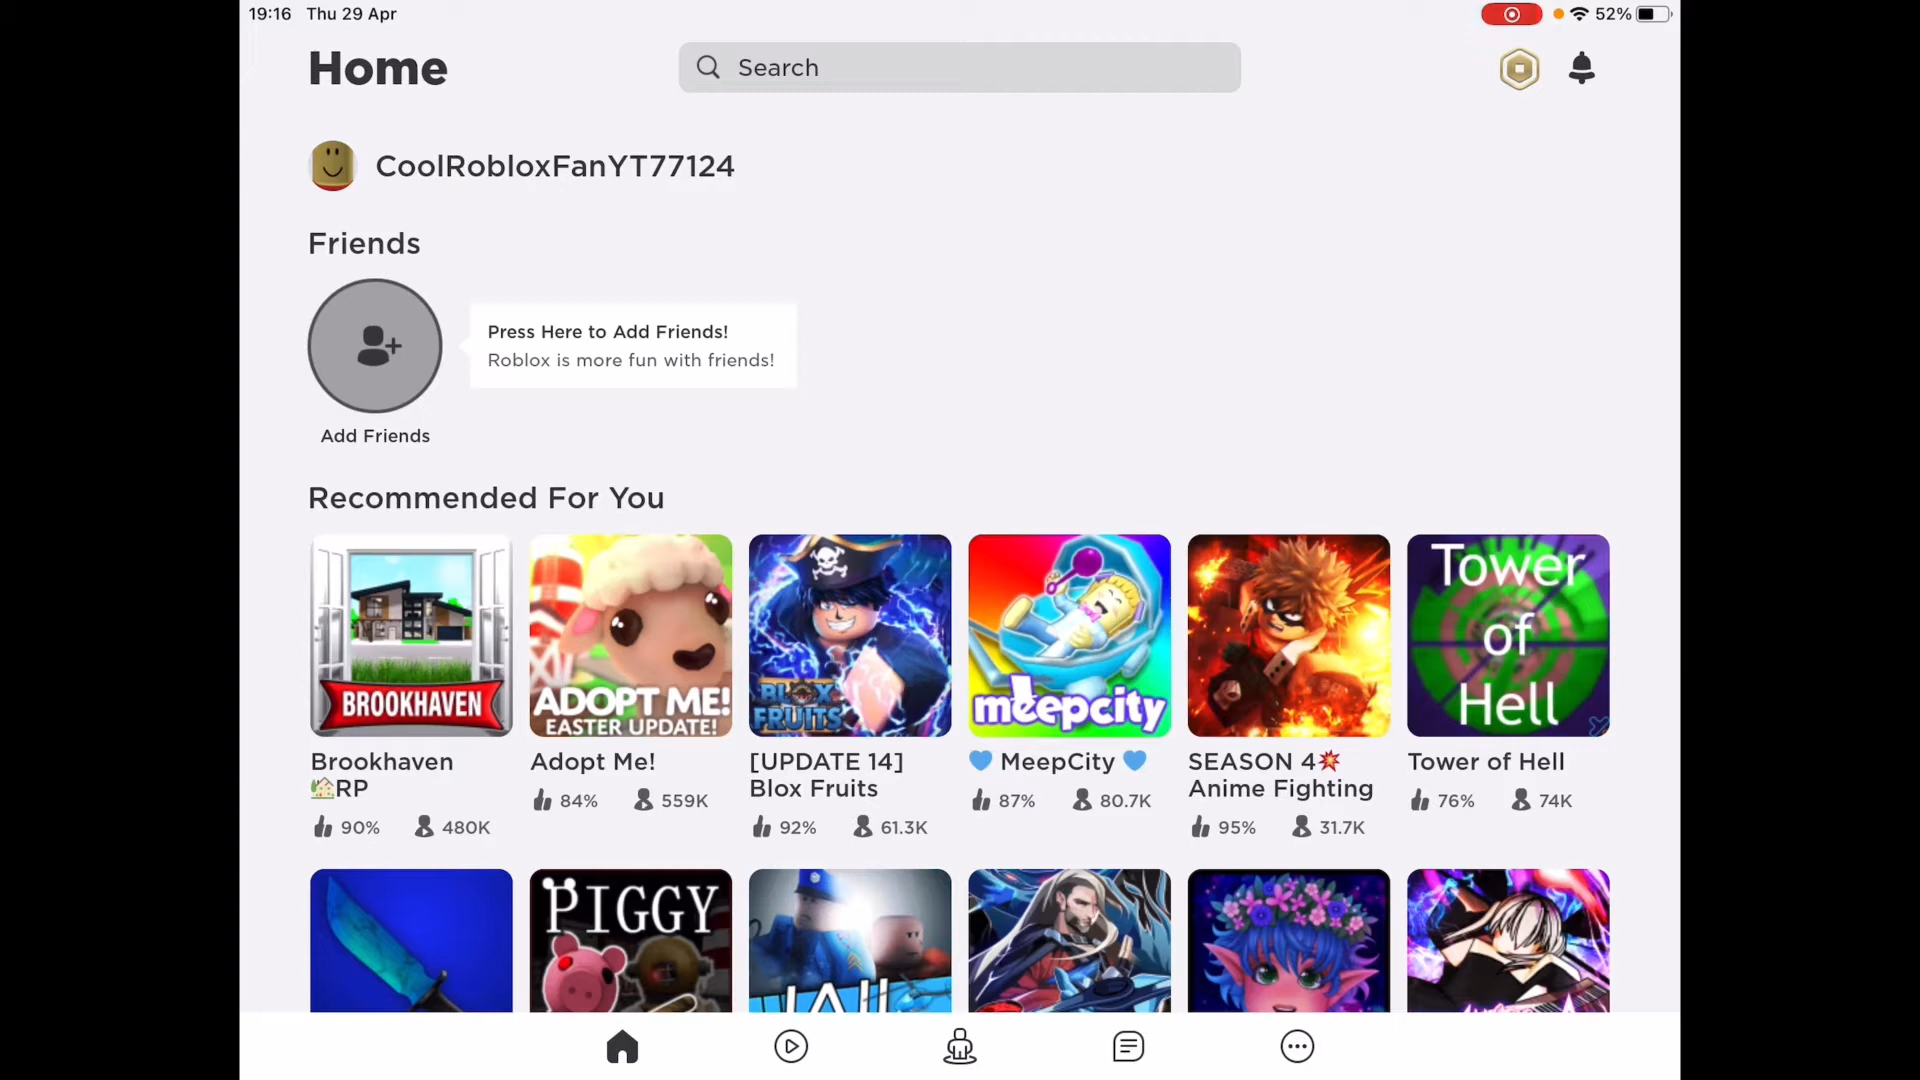 19:16 Thu 29 Apr
52%
Home
Search
CoolRobloxFanYT77124
Friends
Press Here to Add Friends!
Roblox is more fun with friends!
Add Friends
Recommended For You
BROOKHAVEN
ADOPT ME!
EASTER UPDATE!
BLOX
FRUITS
meepcity
Tower
of
Hell
Brookhaven
🏡RP
90% 480K
Adopt Me!
84% 559K
[UPDATE 14]
Blox Fruits
92% 61.3K
💙 MeepCity 💙
87% 80.7K
SEASON 4💥
Anime Fighting
95% 31.7K
Tower of Hell
76% 74K
PIGGY